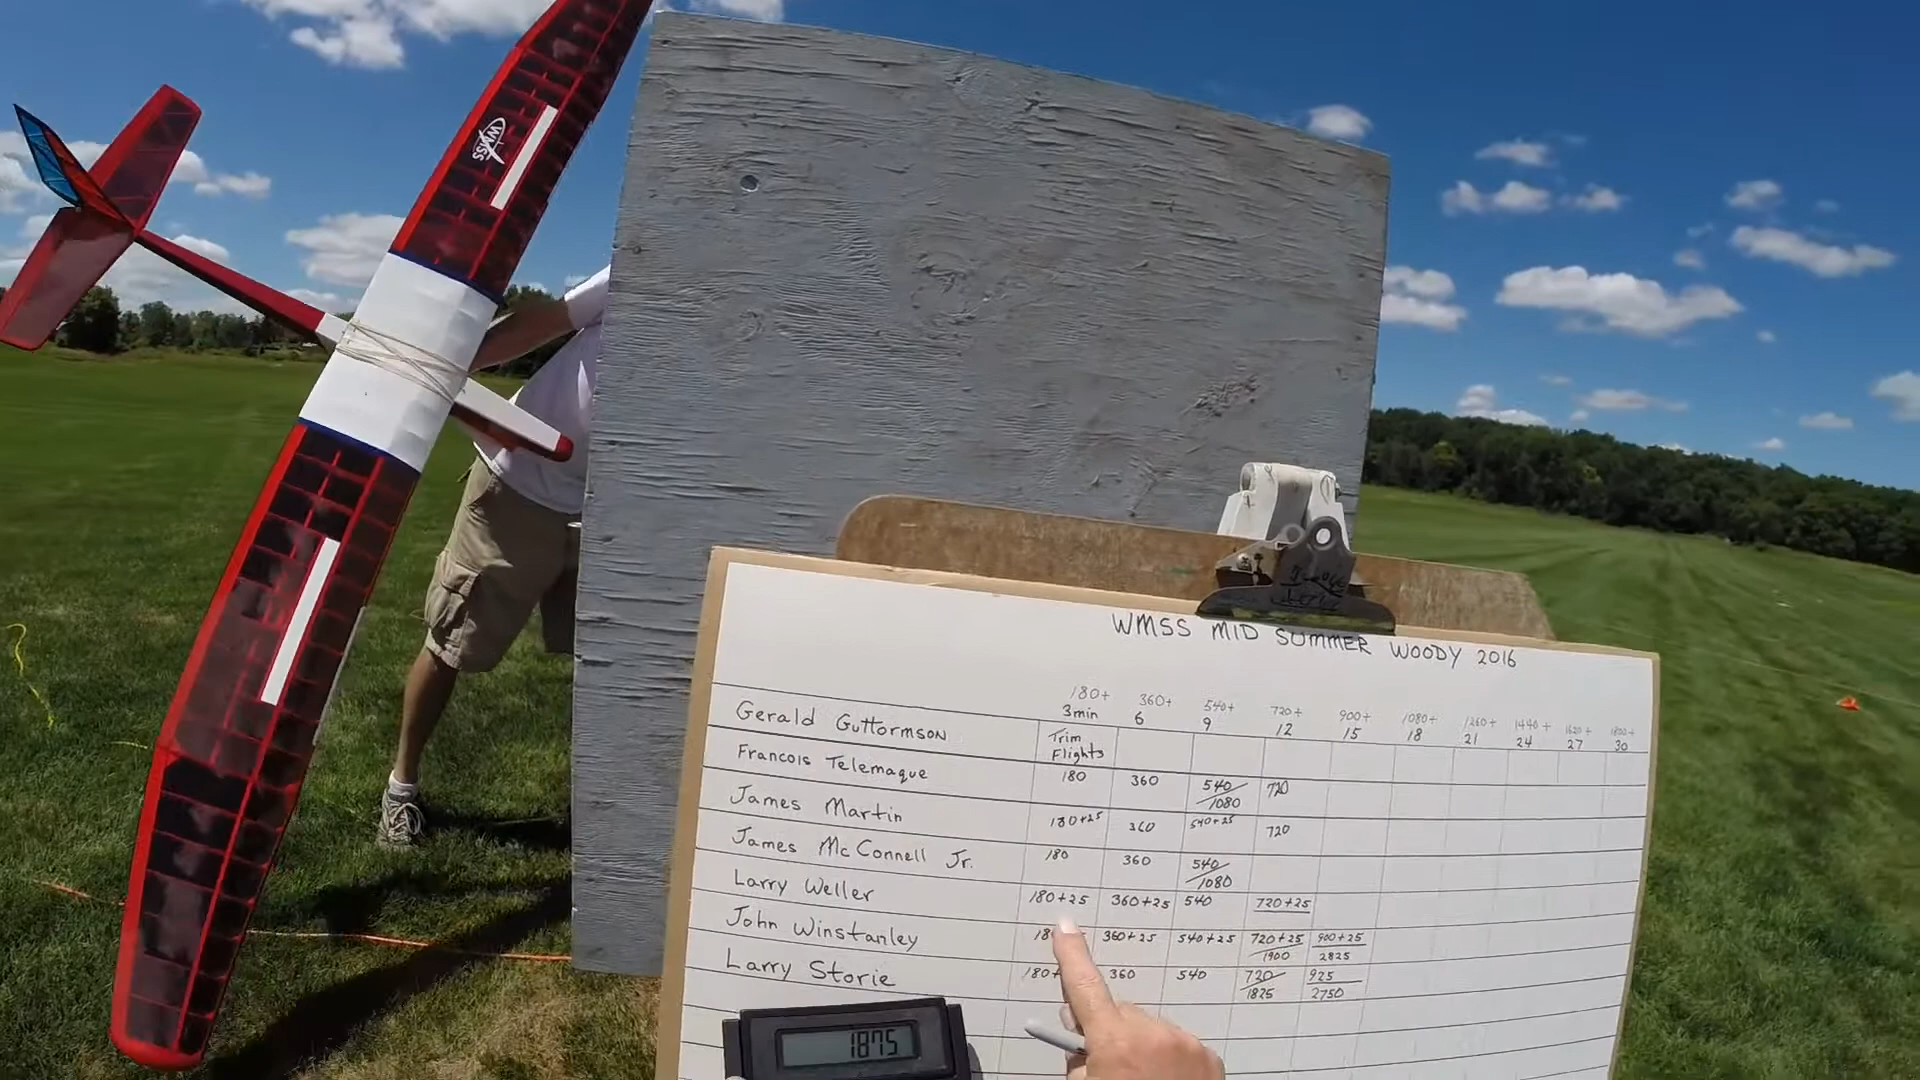 WMSS
WMSS MID SUMMER WOODY 2016
180+ 360+ 540+ 720+ 900+ 1080+ 1260+ 1440+ 1620+ 1800+
3min 6 9 12 15 18 21 24 27 30
Gerald Guttormson Trim Flights
Francois Telemaque 180 360 540/1080 720
James Martin 180+25 360 540+25 720
James McConnell Jr. 180 360 540/1080
Larry Weller 180+25 360+25 540 720+25
John Winstanley 360+25 540+25 720+25/1900 900+25/2825
Larry Storie 180+ 360 540 720/1825 925/2750
1875